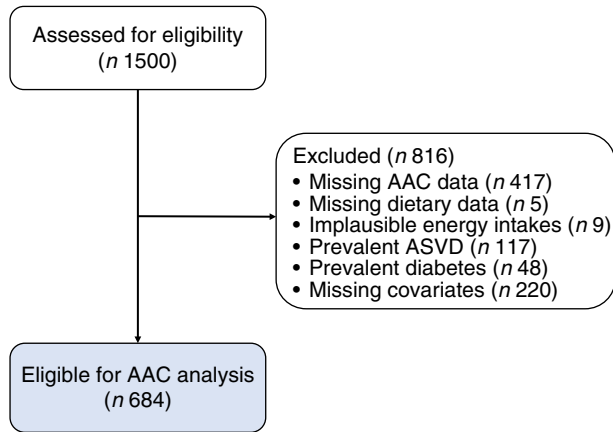 Assessed for eligibility
(n 1500)
Excluded (n 816)
• Missing AAC data (n 417)
• Missing dietary data (n 5)
• Implausible energy intakes (n 9)
• Prevalent ASVD (n 117)
• Prevalent diabetes (n 48)
• Missing covariates (n 220)
Eligible for AAC analysis
(n 684)